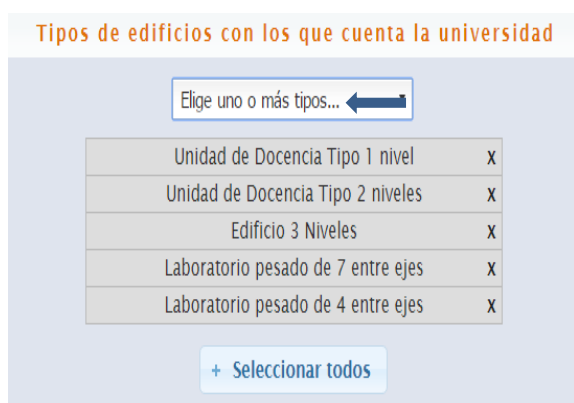 Tipos de edificios con los que cuenta la universidad
Elige uno o más tipos...
Unidad de Docencia Tipo 1 nivel x
Unidad de Docencia Tipo 2 niveles x
Edificio 3 Niveles x
Laboratorio pesado de 7 entre ejes x
Laboratorio pesado de 4 entre ejes x
+ Seleccionar todos